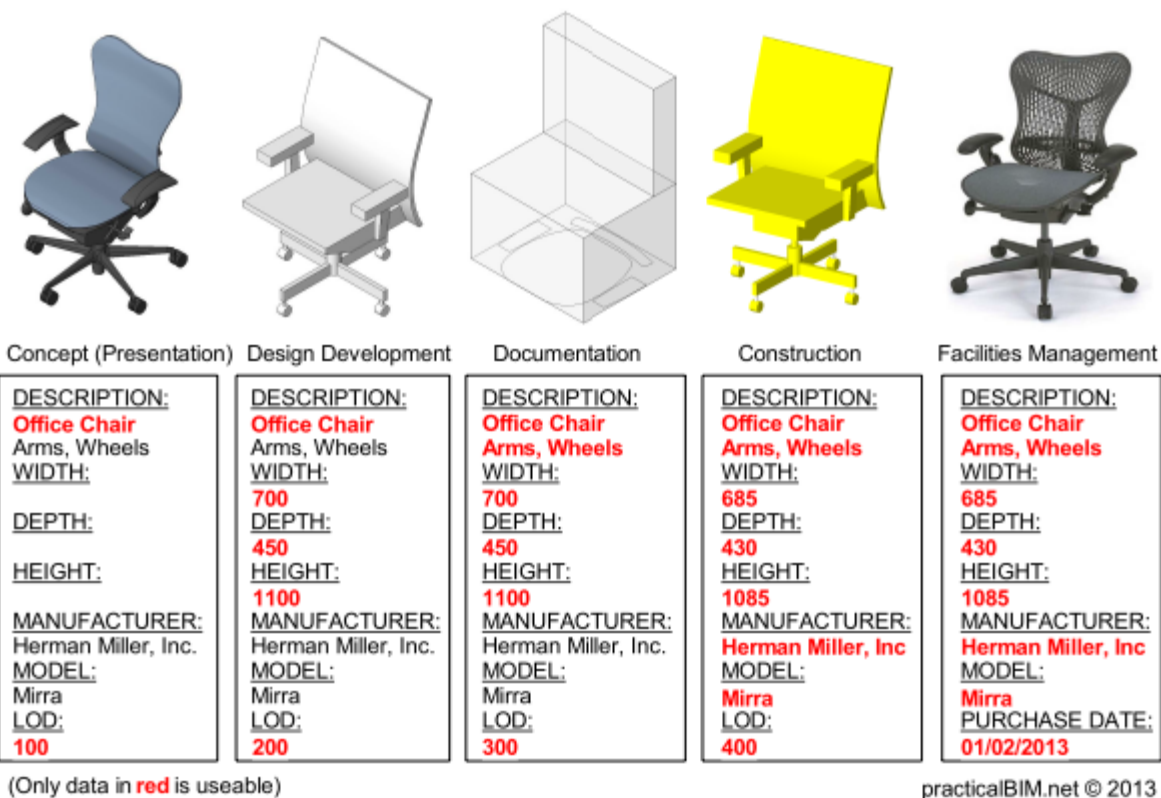 Concept (Presentation)
DESCRIPTION:
Office Chair
Arms, Wheels
WIDTH:
DEPTH:
HEIGHT:
MANUFACTURER:
Herman Miller, Inc.
MODEL:
Mirra
LOD:
100
Design Development
DESCRIPTION:
Office Chair
Arms, Wheels
WIDTH:
700
DEPTH:
450
HEIGHT:
1100
MANUFACTURER:
Herman Miller, Inc.
MODEL:
Mirra
LOD:
200
Documentation
DESCRIPTION:
Office Chair
Arms, Wheels
WIDTH:
700
DEPTH:
450
HEIGHT:
1100
MANUFACTURER:
Herman Miller, Inc.
MODEL:
Mirra
LOD:
300
Construction
DESCRIPTION:
Office Chair
Arms, Wheels
WIDTH:
685
DEPTH:
430
HEIGHT:
1085
MANUFACTURER:
Herman Miller, Inc
MODEL:
Mirra
LOD:
400
Facilities Management
DESCRIPTION:
Office Chair
Arms, Wheels
WIDTH:
685
DEPTH:
430
HEIGHT:
1085
MANUFACTURER:
Herman Miller, Inc
MODEL:
Mirra
PURCHASE DATE:
01/02/2013
(Only data in red is useable)
practicalBIM.net © 2013